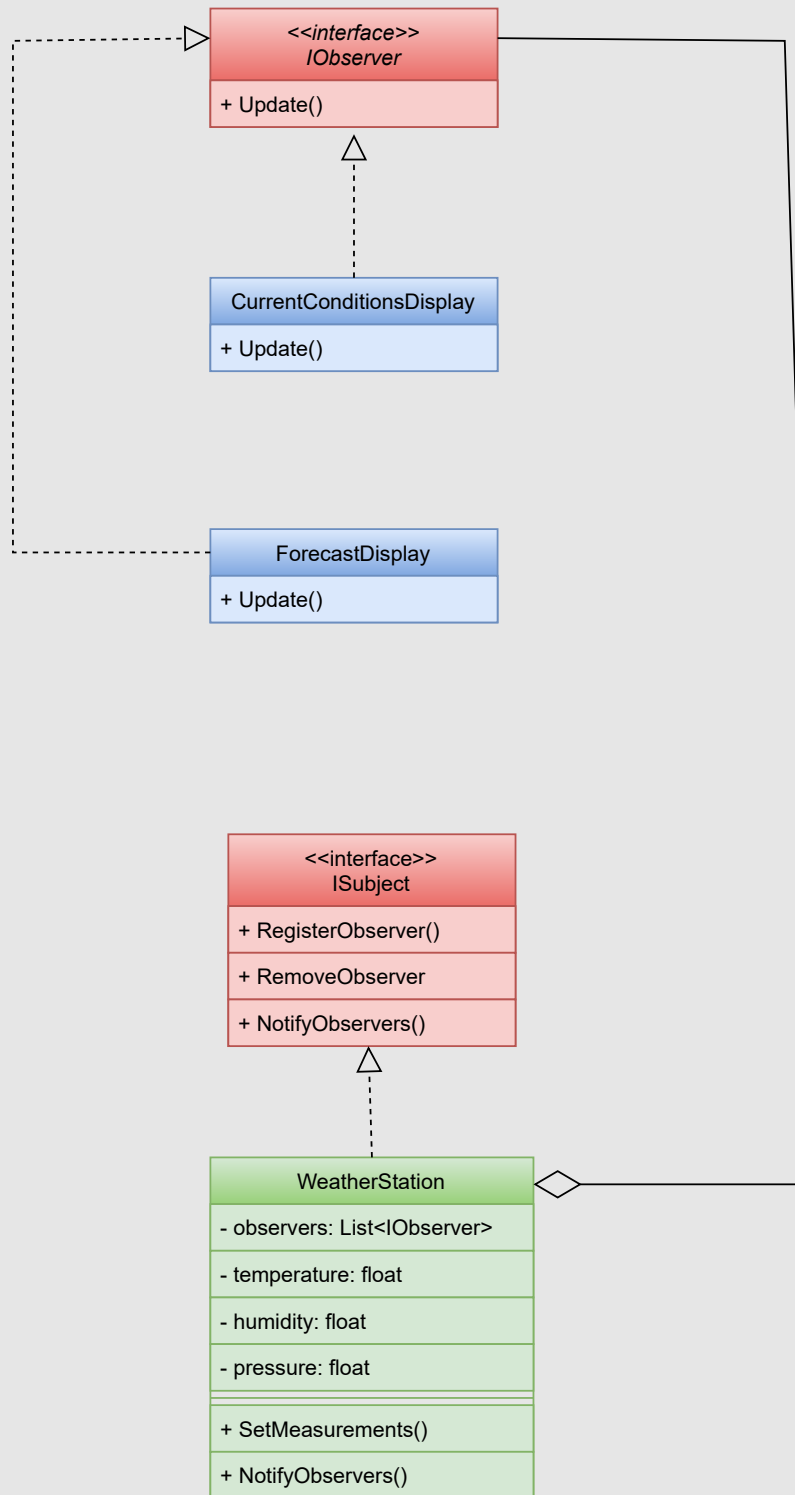 <<interface>>
IObserver
+ Update()
CurrentConditionsDisplay
+ Update()
ForecastDisplay
+ Update()
<<interface>>
ISubject
+ RegisterObserver()
+ RemoveObserver
+ NotifyObservers()
WeatherStation
- observers: List<IObserver>
- temperature: float
- humidity: float
- pressure: float
+ SetMeasurements()
+ NotifyObservers()